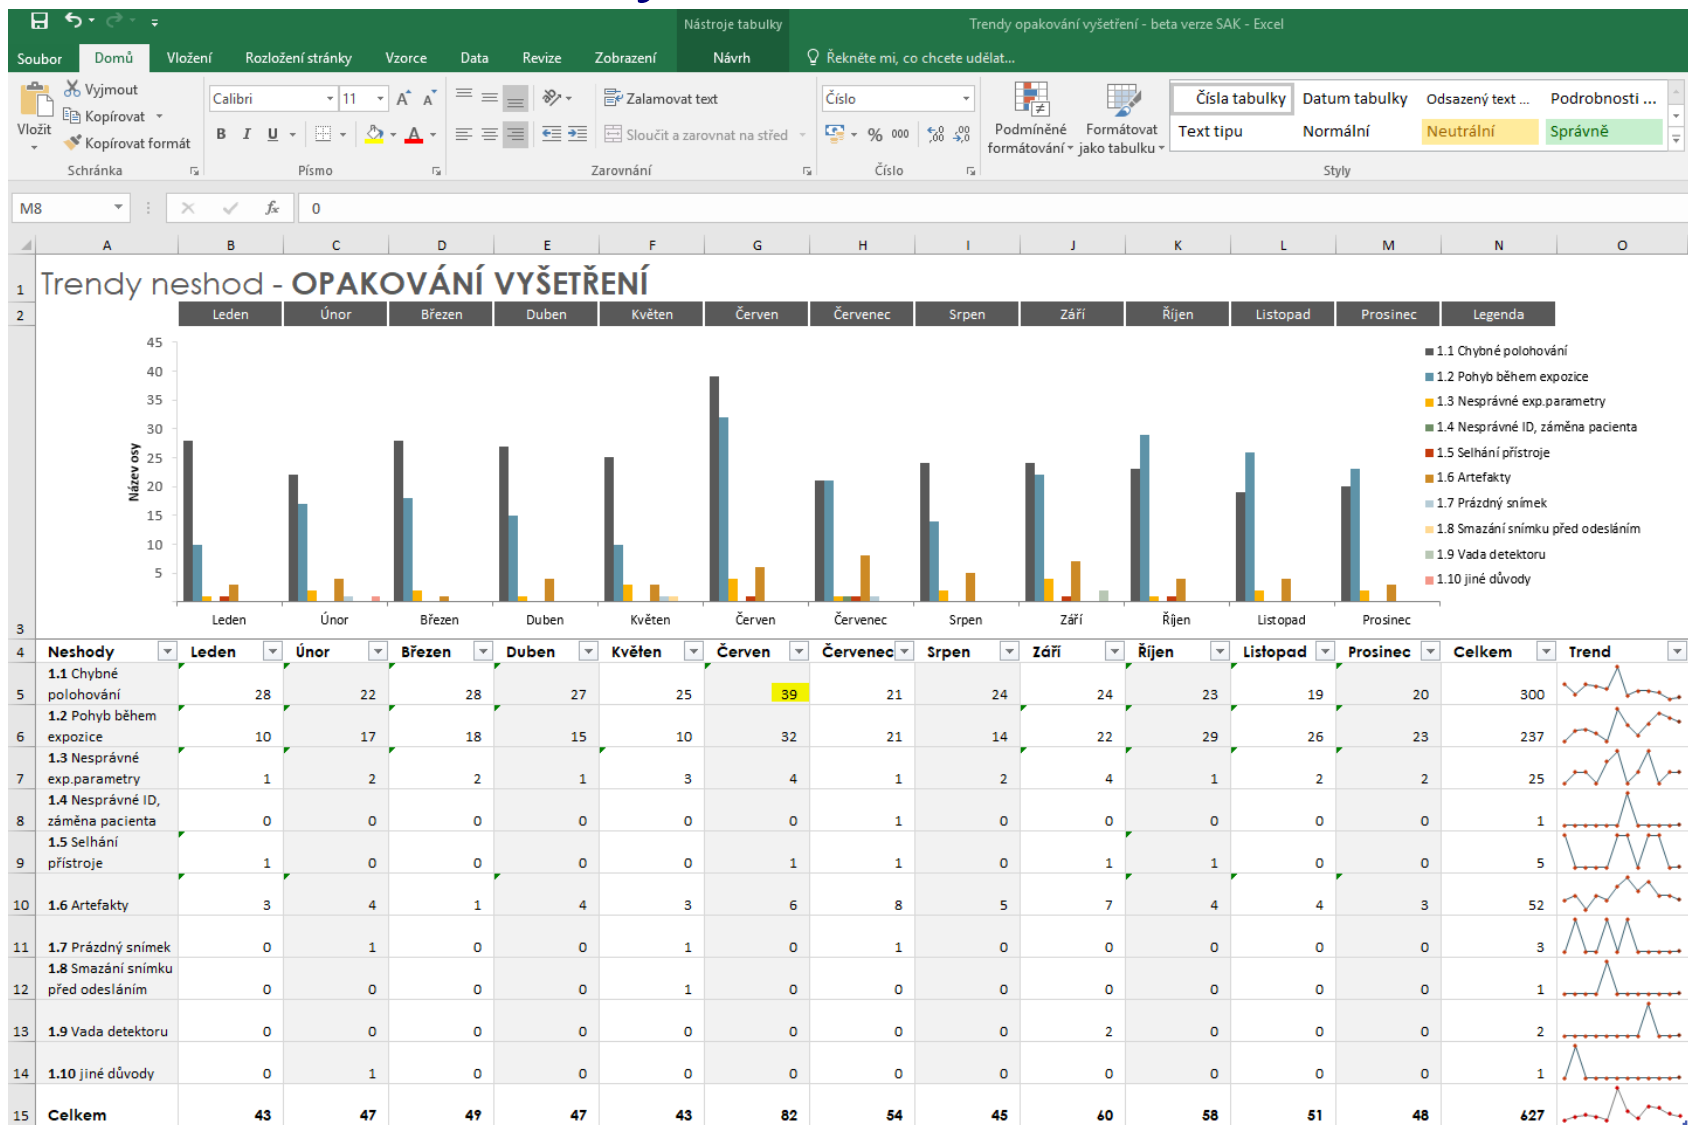 Nástroje tabulky
Trendy opakování vyšetření - beta verze SAK - Excel
Soubor Domů Vložení Rozložení stránky Vzorce Data Revize Zobrazení Návrh Řekněte mi, co chcete udělat...
Vložit
Vyjmout
Kopírovat
Kopírovat formát
Schránka
Calibri 11 A A
B I U A
Písmo
Zalamovat text
Sloučit a zarovnat na střed
Zarovnání
Číslo
% 000 ,00 ,00
Číslo
Podmíněné formátování
Formátovat jako tabulku
Čísla tabulky Datum tabulky Odsazený text ... Podrobnosti ...
Text tipu Normální Neutrální Správně
Styly
M8 fx 0
A B C D E F G H I J K L M N O
1 Trendy neshod - OPAKOVÁNÍ VYŠETŘENÍ
2 Leden Únor Březen Duben Květen Červen Červenec Srpen Září Říjen Listopad Prosinec Legenda
Název osy
45
40
35
30
25
20
15
10
5
Leden Únor Březen Duben Květen Červen Červenec Srpen Září Říjen Listopad Prosinec
1.1 Chybné polohování
1.2 Pohyb během expozice
1.3 Nesprávné exp.parametry
1.4 Nesprávné ID, záměna pacienta
1.5 Selhání přístroje
1.6 Artefakty
1.7 Prázdný snímek
1.8 Smazání snímku před odesláním
1.9 Vada detektoru
1.10 jiné důvody
3
4 Neshody Leden Únor Březen Duben Květen Červen Červenec Srpen Září Říjen Listopad Prosinec Celkem Trend
1.1 Chybné
5 polohování 28 22 28 27 25 39 21 24 24 23 19 20 300
1.2 Pohyb během
6 expozice 10 17 18 15 10 32 21 14 22 29 26 23 237
1.3 Nesprávné
7 exp.parametry 1 2 2 1 3 4 1 2 4 1 2 2 25
1.4 Nesprávné ID,
8 záměna pacienta 0 0 0 0 0 0 1 0 0 0 0 0 1
1.5 Selhání
9 přístroje 1 0 0 0 0 1 1 0 1 1 0 0 5
10 1.6 Artefakty 3 4 1 4 3 6 8 5 7 4 4 3 52
11 1.7 Prázdný snímek 0 1 0 0 1 0 1 0 0 0 0 0 3
1.8 Smazání snímku
12 před odesláním 0 0 0 0 1 0 0 0 0 0 0 0 1
13 1.9 Vada detektoru 0 0 0 0 0 0 0 0 2 0 0 0 2
14 1.10 jiné důvody 0 1 0 0 0 0 0 0 0 0 0 0 1
15 Celkem 43 47 49 47 43 82 54 45 60 58 51 48 627